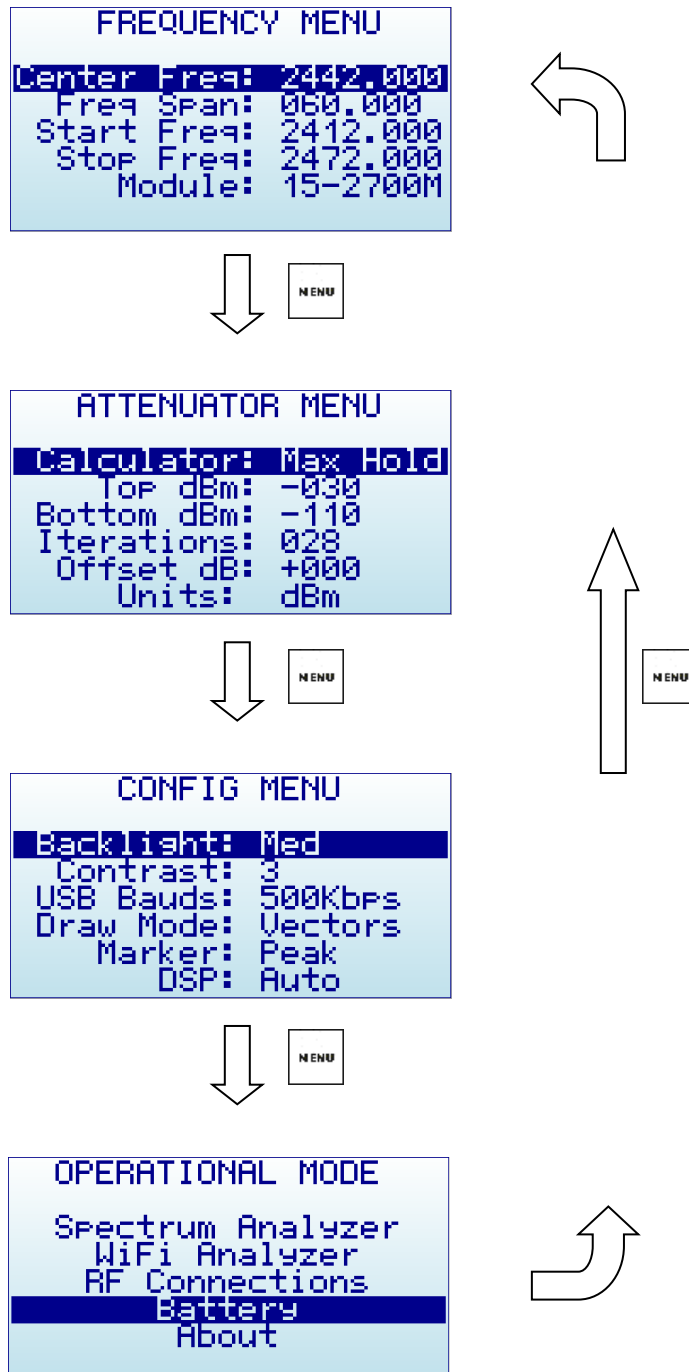 FREQUENCY MENU
Center Freq: 2442.000
Freq Span: 060.000
Start Freq: 2412.000
Stop Freq: 2472.000
Module: 15-2700M
MENU
ATTENUATOR MENU
Calculator: Max Hold
Top dBm: -030
Bottom dBm: -110
Iterations: 028
Offset dB: +000
Units: dBm
MENU
MENU
CONFIG MENU
Backlight: Med
Contrast: 3
USB Bauds: 500Kbps
Draw Mode: Vectors
Marker: Peak
DSP: Auto
MENU
OPERATIONAL MODE
Spectrum Analyzer
WiFi Analyzer
RF Connections
Battery
About